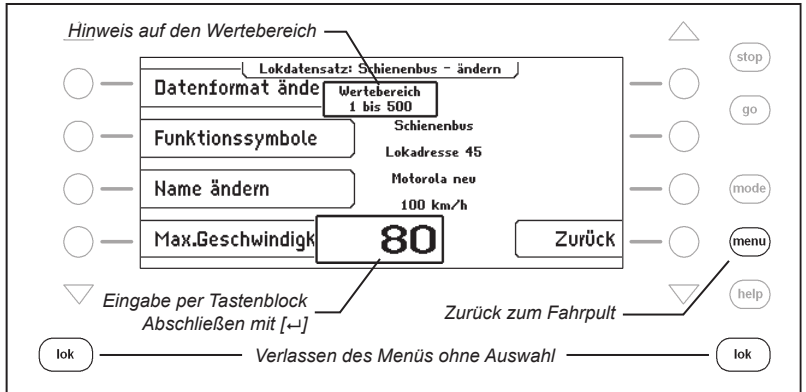 Hinweis auf den Wertebereich
stop
Lokdatensatz: Schienenbus - ändern
Datenformat ände
Wertebereich
1 bis 500
go
Schienenbus
Funktionssymbole
Lokadresse 45
Name ändern
Motorola neu
mode
100 km/h
Max.Geschwindigk
80
Zurück
menu
Eingabe per Tastenblock
Abschließen mit [↵]
Zurück zum Fahrpult
help
lok
Verlassen des Menüs ohne Auswahl
lok